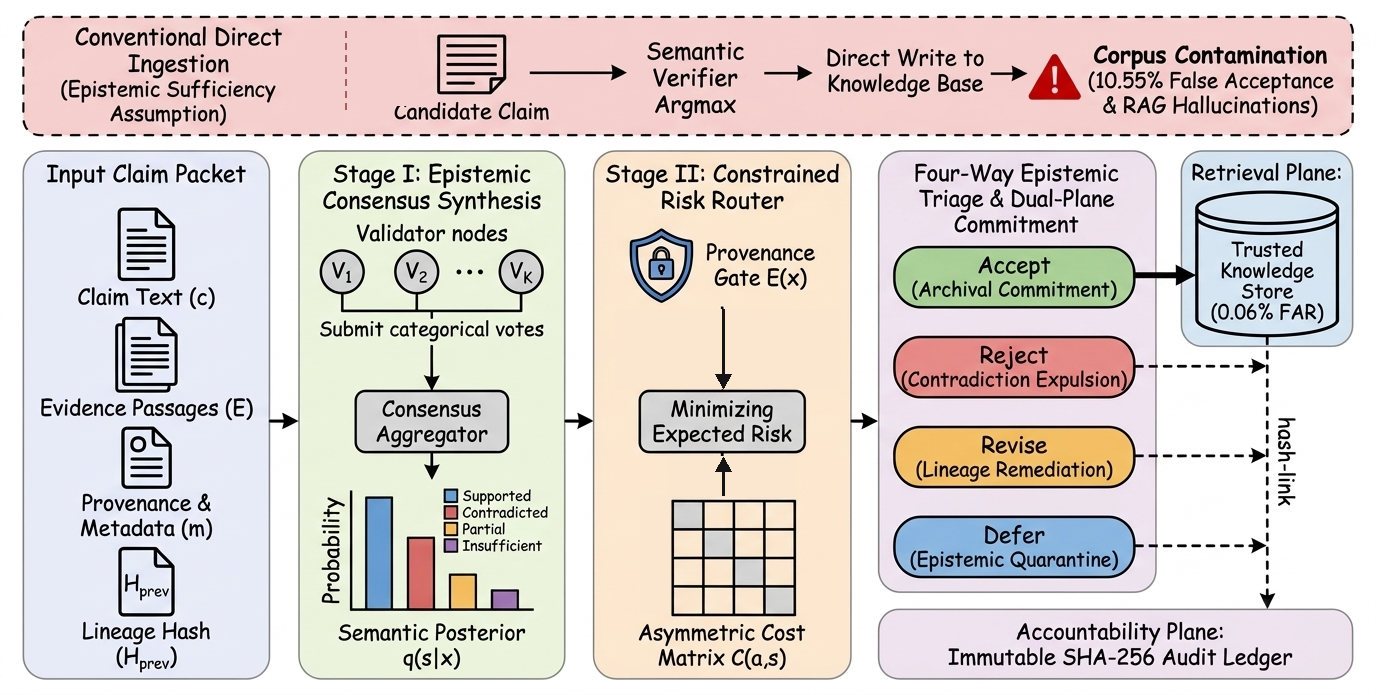 Conventional Direct
Ingestion
(Epistemic Sufficiency
Assumption)
Candidate Claim
Semantic
Verifier
Argmax
Direct Write to
Knowledge Base
Corpus Contamination
(10.55% False Acceptance
& RAG Hallucinations)
Input Claim Packet
Claim Text (c)
Evidence Passages (E)
Provenance &
Metadata (m)
Hprev
Lineage Hash
(Hprev)
Stage I: Epistemic
Consensus Synthesis
Validator nodes
V1 V2 ... VK
Submit categorical votes
Consensus
Aggregator
Probability
Supported
Contradicted
Partial
Insufficient
Semantic Posterior
q(s|x)
Stage II: Constrained
Risk Router
Provenance
Gate E(x)
Minimizing
Expected Risk
Asymmetric Cost
Matrix C(a,s)
Four-Way Epistemic
Triage & Dual-Plane
Commitment
Accept
(Archival Commitment)
Reject
(Contradiction Expulsion)
Revise
(Lineage Remediation)
Defer
(Epistemic Quarantine)
Retrieval Plane:
Trusted
Knowledge
Store
(0.06% FAR)
hash-link
Accountability Plane:
Immutable SHA-256 Audit Ledger